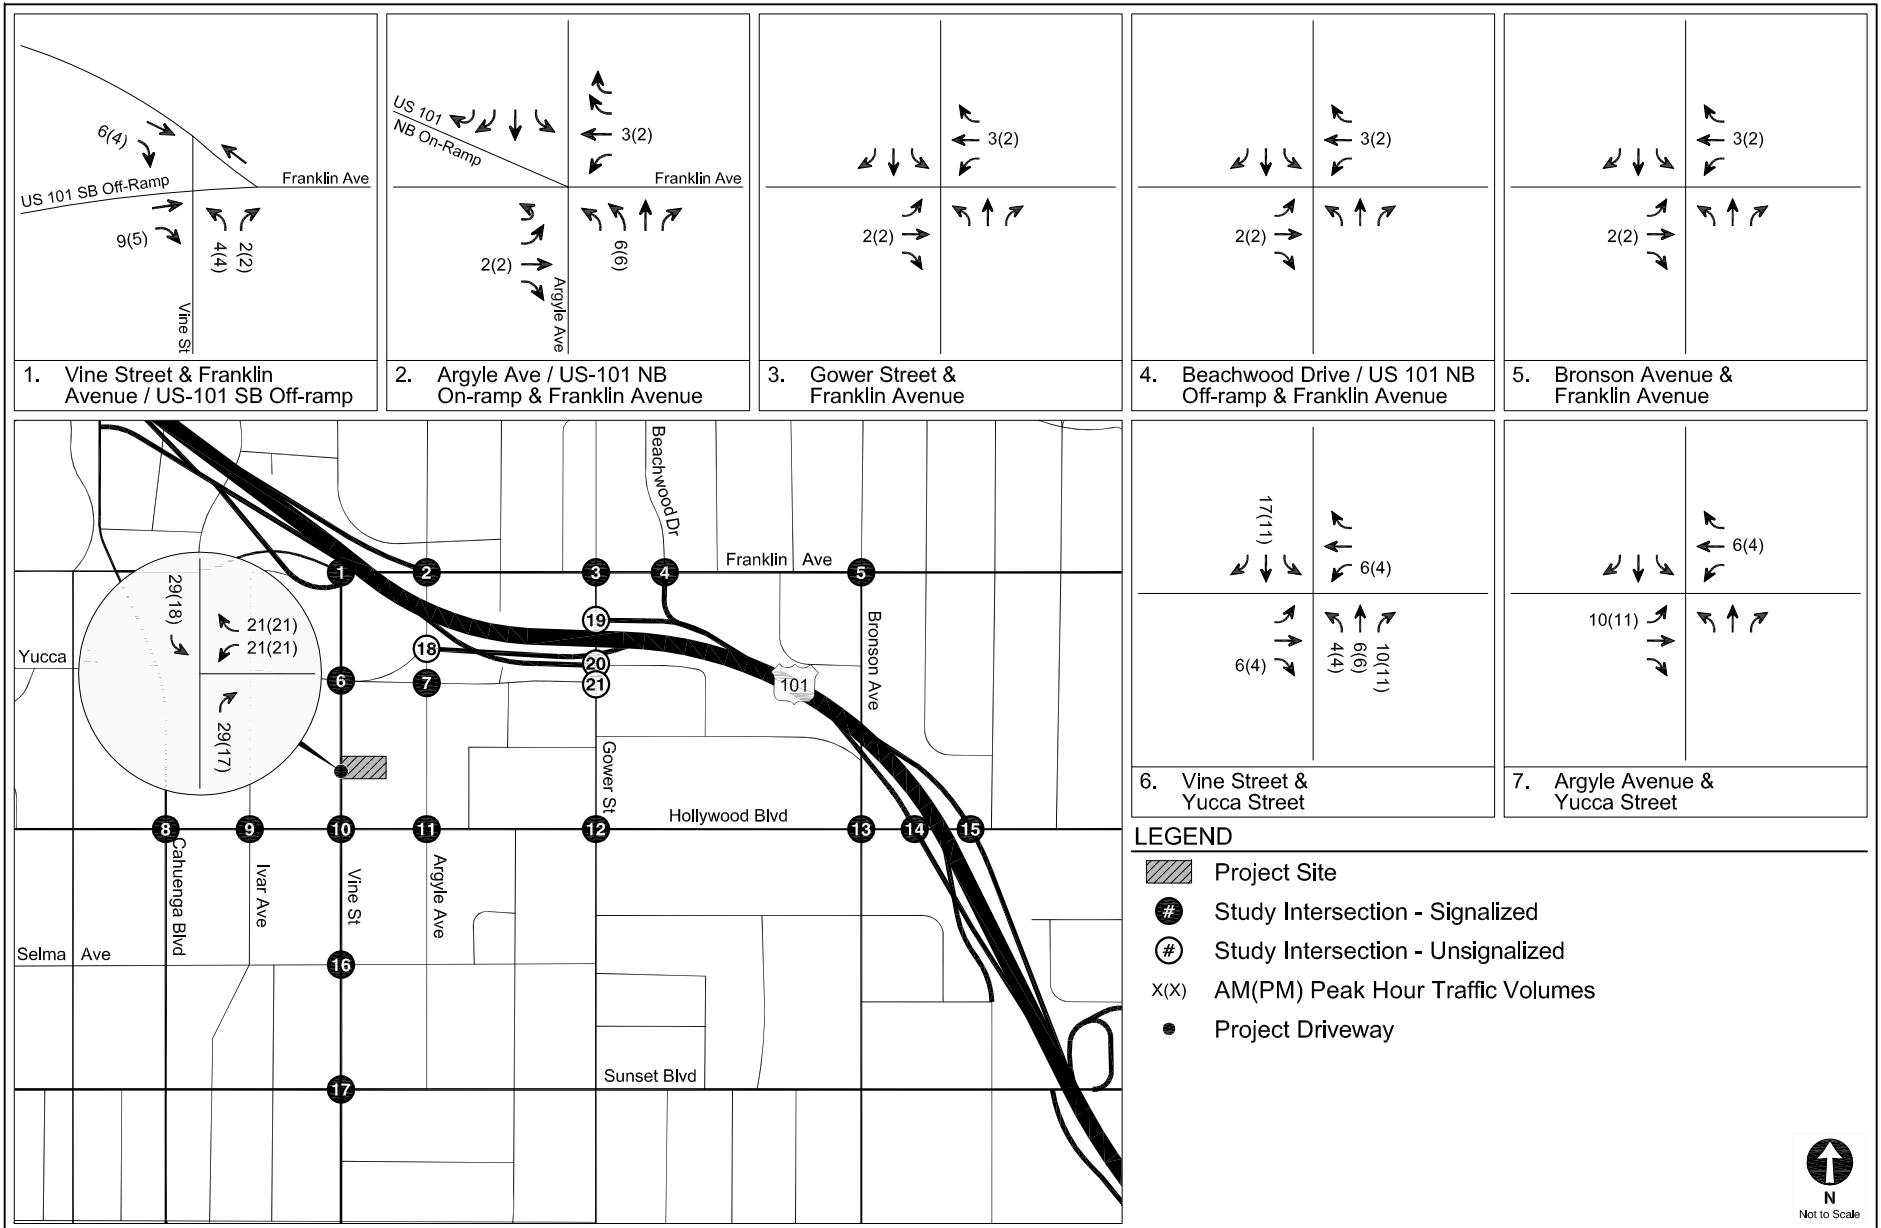 6(4)
US 101 SB Off-Ramp
Franklin Ave
9(5)
4(4)
2(2)
Vine St
1. Vine Street & Franklin
Avenue / US-101 SB Off-ramp
US 101
NB On-Ramp
3(2)
Franklin Ave
2(2)
6(6)
Argyle Ave
2. Argyle Ave / US-101 NB
On-ramp & Franklin Avenue
3(2)
2(2)
3. Gower Street &
Franklin Avenue
3(2)
2(2)
4. Beachwood Drive / US 101 NB
Off-ramp & Franklin Avenue
3(2)
2(2)
5. Bronson Avenue &
Franklin Avenue
Beachwood Dr
Franklin Ave
1
2
3
4
5
29(18)
21(21)
21(21)
29(17)
Yucca
6
7
18
19
20
21
101
Bronson Ave
Gower St
Hollywood Blvd
8
9
10
11
12
13
14
15
Cahuenga Blvd
Ivar Ave
Vine St
Argyle Ave
Selma Ave
16
Sunset Blvd
17
17(11)
6(4)
6(4)
4(4)
6(6)
10(11)
6. Vine Street &
Yucca Street
6(4)
10(11)
7. Argyle Avenue &
Yucca Street
LEGEND
Project Site
# Study Intersection - Signalized
# Study Intersection - Unsignalized
X(X) AM(PM) Peak Hour Traffic Volumes
Project Driveway
N
Not to Scale